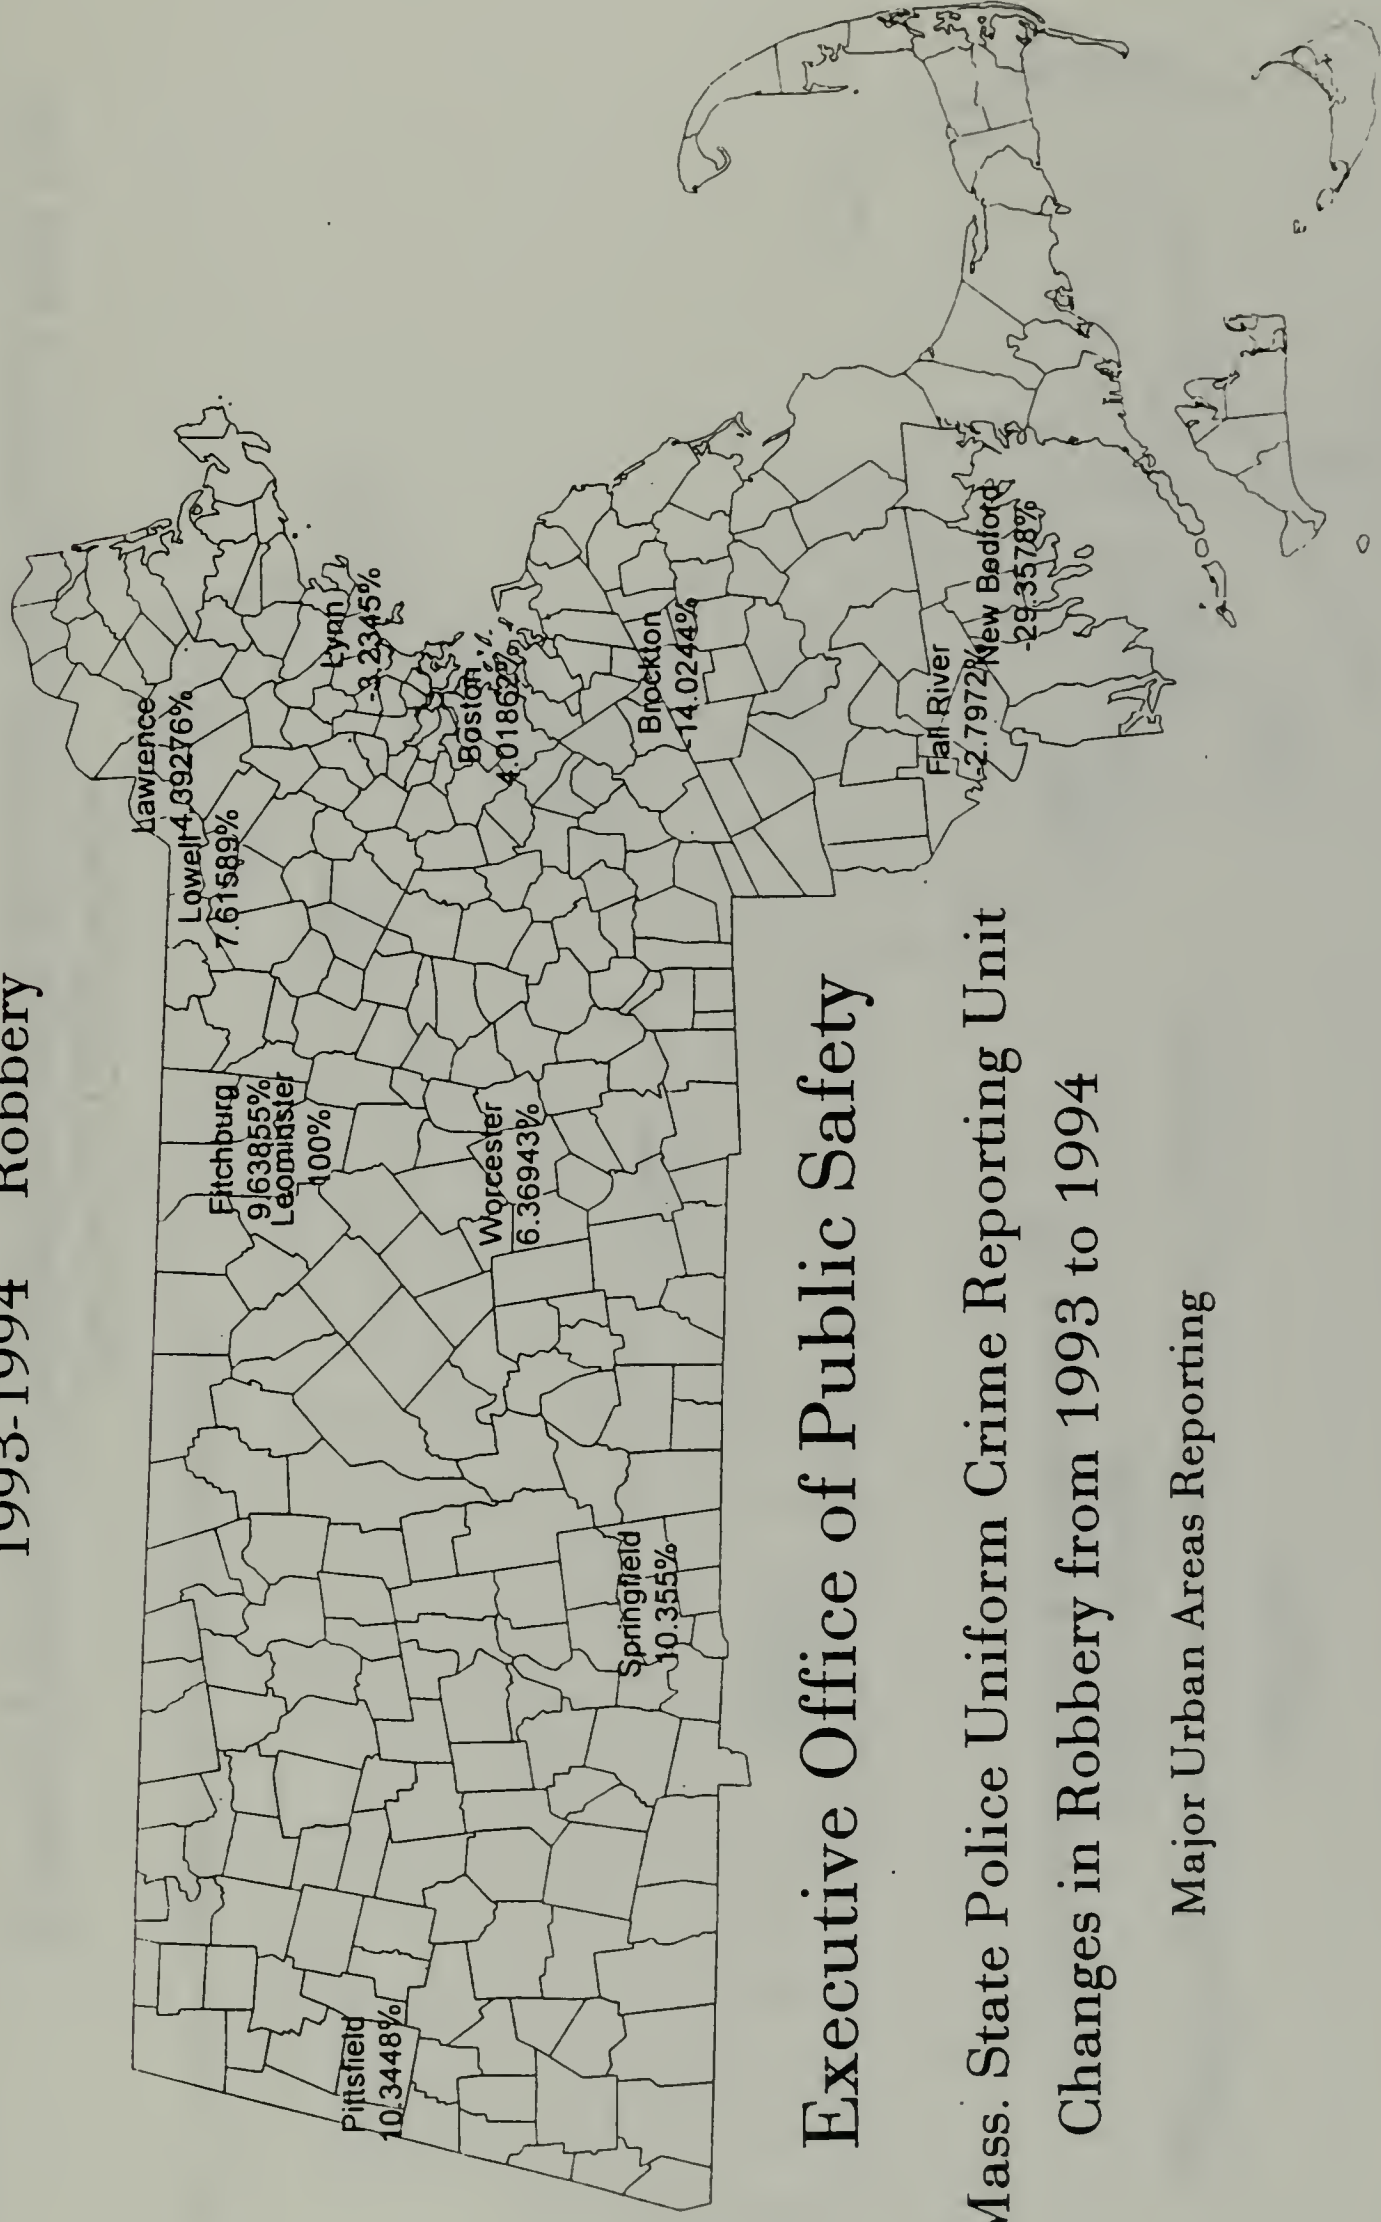 1993-1994 Robbery
Lawrence
4.39276%
Lowell
7.61589%
Fitchburg
9.63855%
Leominster
100%
Lynn
-3.2345%
Pittsfield
10.3448%
Boston
4.01862%
Worcester
6.36943%
Springfield
10.355%
Brockton
-14.0244%
Fall River
-2.7972%
New Bedford
-29.3578%
Executive Office of Public Safety
Mass. State Police Uniform Crime Reporting Unit
Changes in Robbery from 1993 to 1994
Major Urban Areas Reporting